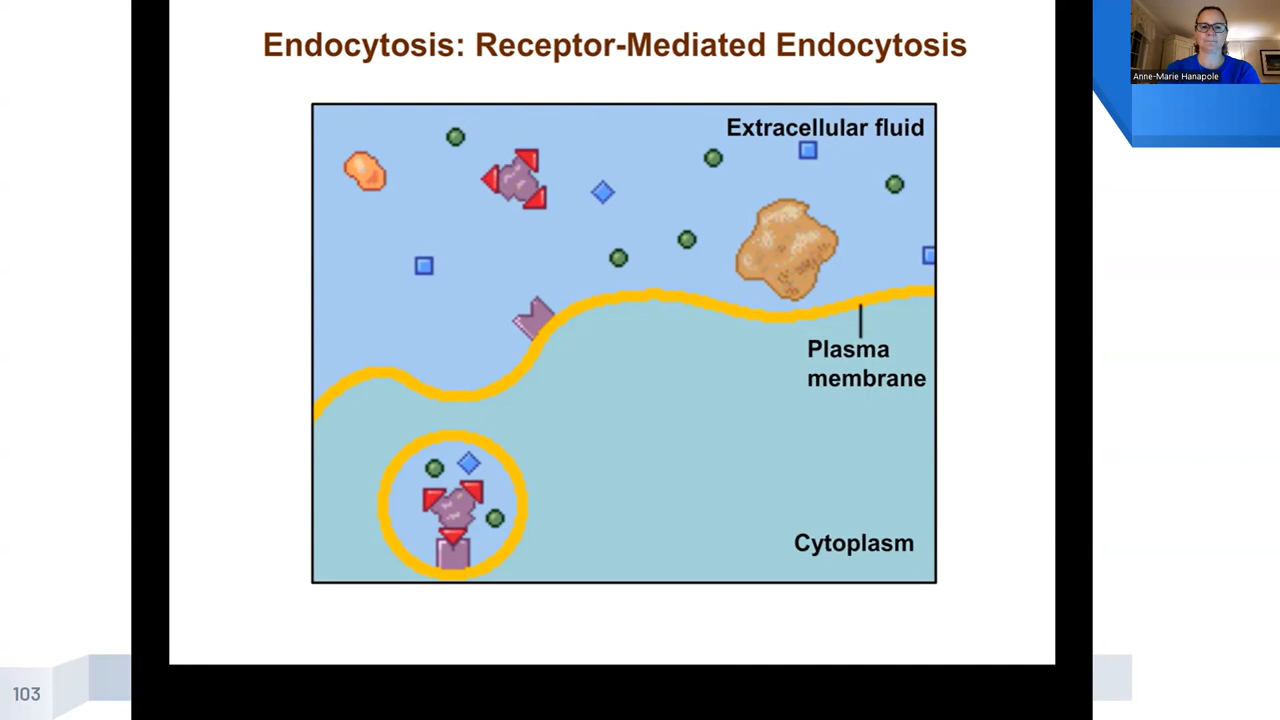 Endocytosis: Receptor-Mediated Endocytosis
Anne-Marie Hanapole
Extracellular fluid
Plasma
membrane
Cytoplasm
103